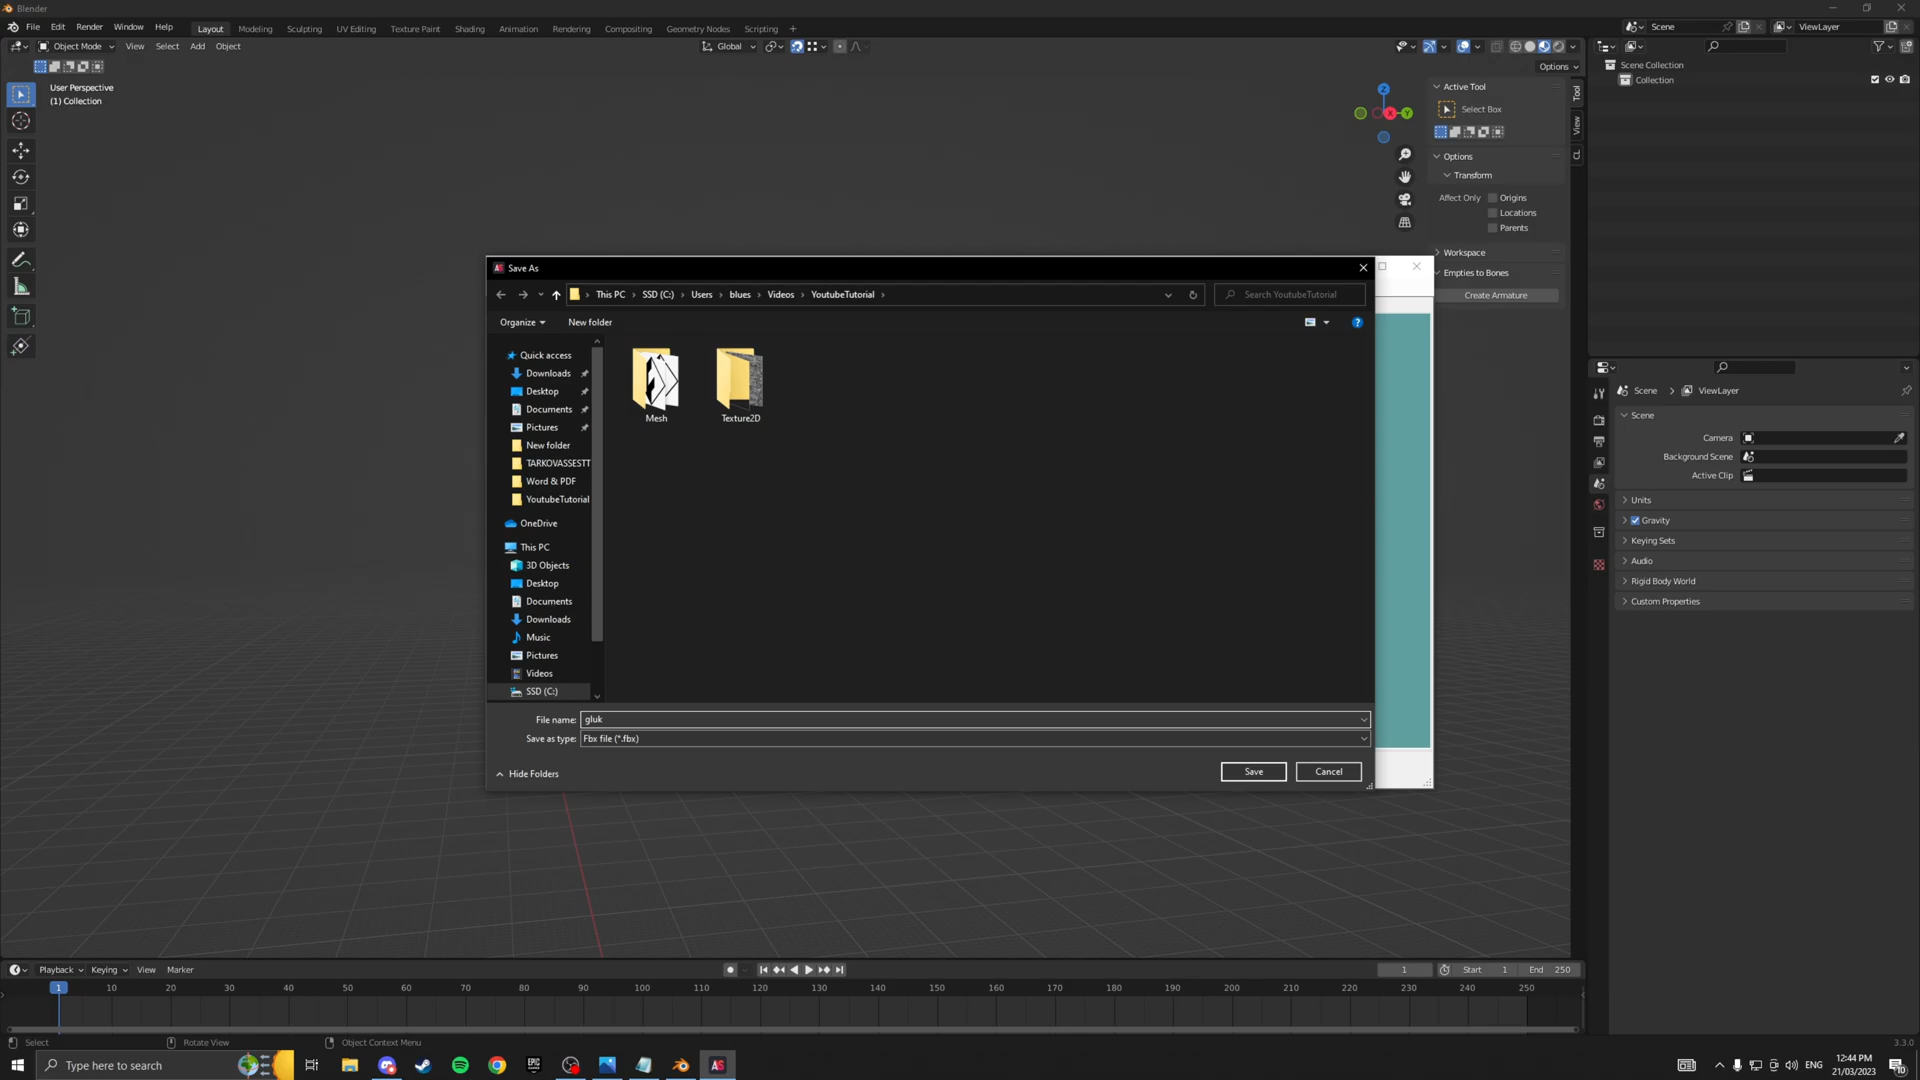 Blender
File Edit Render Window Help Layout Modeling Sculpting UV Editing Texture Paint Shading Animation Rendering Compositing Geometry Nodes Scripting + Scene ViewLayer
Object Mode View Select Add Object Global
Options
User Perspective
(1) Collection
Z
X
Y
Active Tool
Select Box
Options
Transform
Affect Only Origins
Locations
Parents
Workspace
Empties to Bones
Create Armature
Tool
View
CL
Scene Collection
Collection
Scene > ViewLayer
Scene
Camera
Background Scene
Active Clip
Units
Gravity
Keying Sets
Audio
Rigid Body World
Custom Properties
AS Save As
This PC > SSD (C:) > Users > blues > Videos > YoutubeTutorial >
Search YoutubeTutorial
Organize New folder
Quick access
Downloads
Desktop
Documents
Pictures
New folder
TARKOVASSESTT
Word & PDF
YoutubeTutorial
OneDrive
This PC
3D Objects
Desktop
Documents
Downloads
Music
Pictures
Videos
SSD (C:)
Mesh
Texture2D
File name: gluk
Save as type: Fbx file (*.fbx)
Hide Folders
Save Cancel
Playback Keying View Marker 1 Start 1 End 250
1 10 20 30 40 50 60 70 80 90 100 110 120 130 140 150 160 170 180 190 200 210 220 230 240 250
Select Rotate View Object Context Menu 3.3.0
Type here to search
EPIC
AS
ENG
12:44 PM
21/03/2023
10